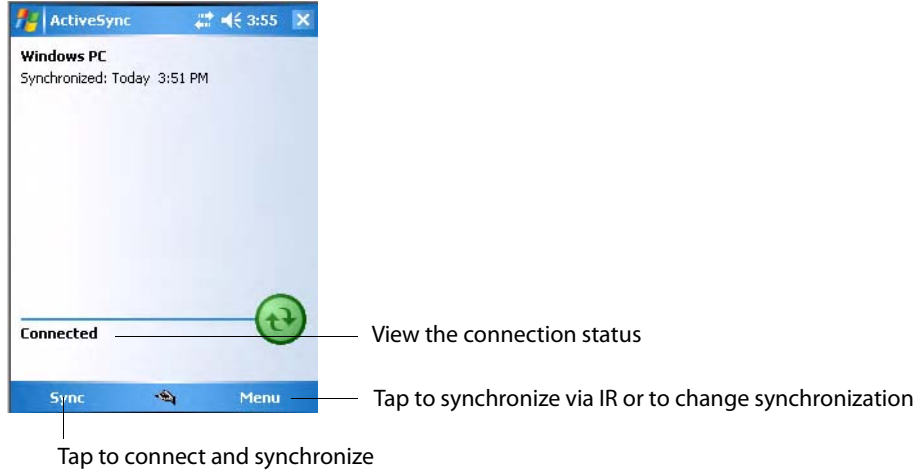 ActiveSync 3:55
Windows PC
Synchronized: Today 3:51 PM
Connected
View the connection status
Sync Menu
Tap to synchronize via IR or to change synchronization
Tap to connect and synchronize